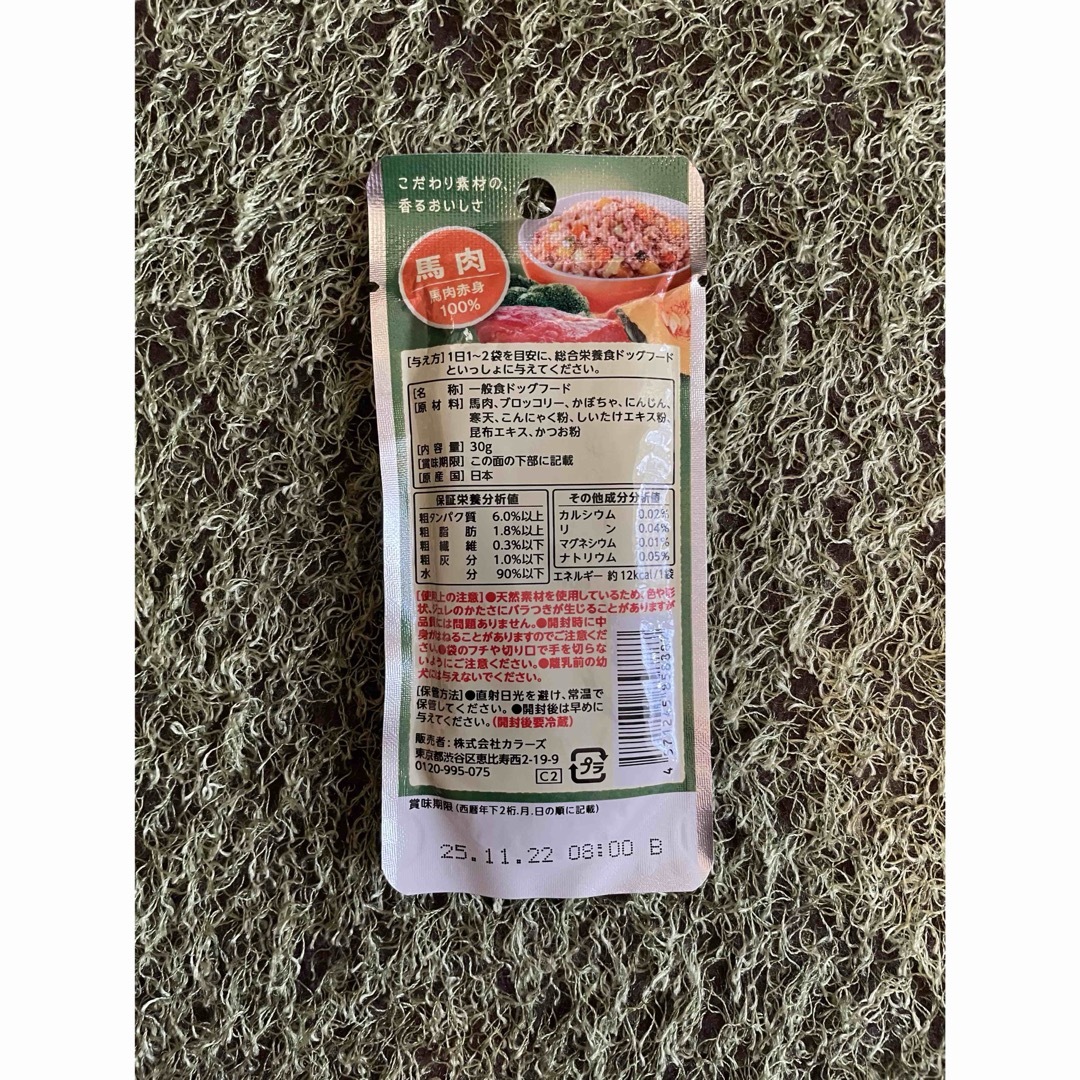 こだわり素材の、
香るおいしさ
馬肉
馬肉赤身
100%
[与え方] 1日1〜2袋を目安に、総合栄養食ドッグフード
といっしょに与えてください。
[名 称] 一般食ドッグフード
[原 材 料] 馬肉、ブロッコリー、かぼちゃ、にんじん、
寒天、こんにゃく粉、しいたけエキス粉、
昆布エキス、かつお粉
[内 容 量] 30g
[賞味期限] この面の下部に記載
[原 産 国] 日本
保証栄養分析値
粗タンパク質 6.0%以上
粗脂肪 1.8%以上
粗繊維 0.3%以下
粗灰分 1.0%以下
水分 90%以下
その他成分分析値
カルシウム 0.02%
リン 0.04%
マグネシウム 0.01%
ナトリウム 0.05%
エネルギー 約12kcal/1袋
[使用上の注意] ●天然素材を使用しているため、色や形
状、ジュレのかたさにバラつきが生じることがありますが
品質には問題ありません。●開封時に中
身がはねることがありますのでご注意くだ
さい。●袋のフチや切り口で手を切らな
いようにご注意ください。●離乳前の幼
犬には与えないでください。
[保管方法] ●直射日光を避け、常温で
保管してください。●開封後は早めに
与えてください。(開封後要冷蔵)
販売者:株式会社カラーズ
東京都渋谷区恵比寿西2-19-9
0120-995-075
C2
プラ
賞味期限(西暦年下2桁.月.日の順に記載)
25.11.22 08:00 B